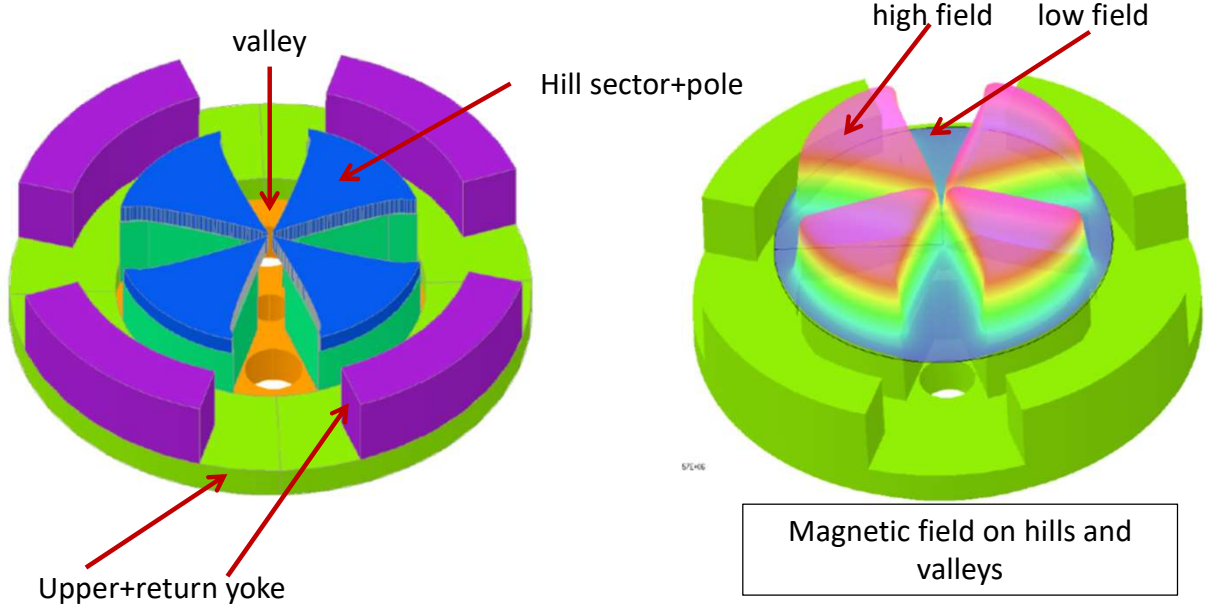 high field
low field
valley
Hill sector+pole
Upper+return yoke
Magnetic field on hills and
valleys